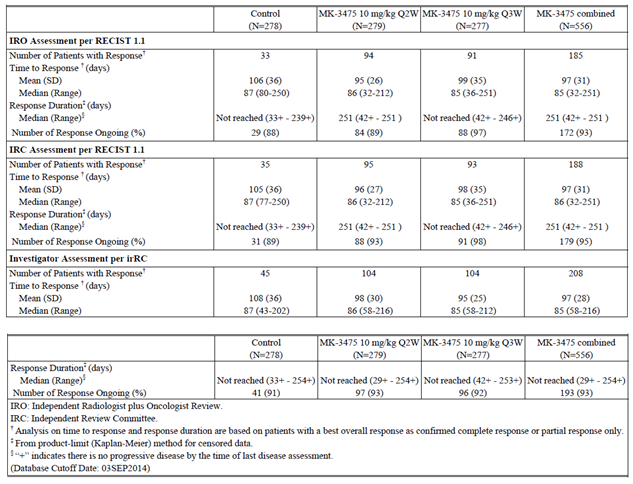 Control MK-3475 10 mg/kg Q2W MK-3475 10 mg/kg Q3W MK-3475 combined
(N=278) (N=279) (N=277) (N=556)
IRO Assessment per RECIST 1.1
Number of Patients with Response† 33 94 91 185
Time to Response † (days)
Mean (SD) 106 (36) 95 (26) 99 (35) 97 (31)
Median (Range) 87 (80-250) 86 (32-212) 85 (36-251) 85 (32-251)
Response Duration‡ (days)
Median (Range)§ Not reached (33+ - 239+) 251 (42+ - 251 ) Not reached (42+ - 246+) 251 (42+ - 251 )
Number of Response Ongoing (%) 29 (88) 84 (89) 88 (97) 172 (93)
IRC Assessment per RECIST 1.1
Number of Patients with Response† 35 95 93 188
Time to Response † (days)
Mean (SD) 105 (36) 96 (27) 98 (35) 97 (31)
Median (Range) 87 (77-250) 86 (32-212) 85 (36-251) 86 (32-251)
Response Duration‡ (days)
Median (Range)§ Not reached (33+ - 239+) 251 (42+ - 251 ) Not reached (42+ - 246+) 251 (42+ - 251 )
Number of Response Ongoing (%) 31 (89) 88 (93) 91 (98) 179 (95)
Investigator Assessment per irRC
Number of Patients with Response† 45 104 104 208
Time to Response † (days)
Mean (SD) 108 (36) 98 (30) 95 (25) 97 (28)
Median (Range) 87 (43-202) 86 (58-216) 85 (58-212) 85 (58-216)
Control MK-3475 10 mg/kg Q2W MK-3475 10 mg/kg Q3W MK-3475 combined
(N=278) (N=279) (N=277) (N=556)
Response Duration‡ (days)
Median (Range)§ Not reached (33+ - 254+) Not reached (29+ - 254+) Not reached (42+ - 253+) Not reached (29+ - 254+)
Number of Response Ongoing (%) 41 (91) 97 (93) 96 (92) 193 (93)
IRO: Independent Radiologist plus Oncologist Review.
IRC: Independent Review Committee.
† Analysis on time to response and response duration are based on patients with a best overall response as confirmed complete response or partial response only.
‡ From product-limit (Kaplan-Meier) method for censored data.
§ "+" indicates there is no progressive disease by the time of last disease assessment.
(Database Cutoff Date: 03SEP2014)